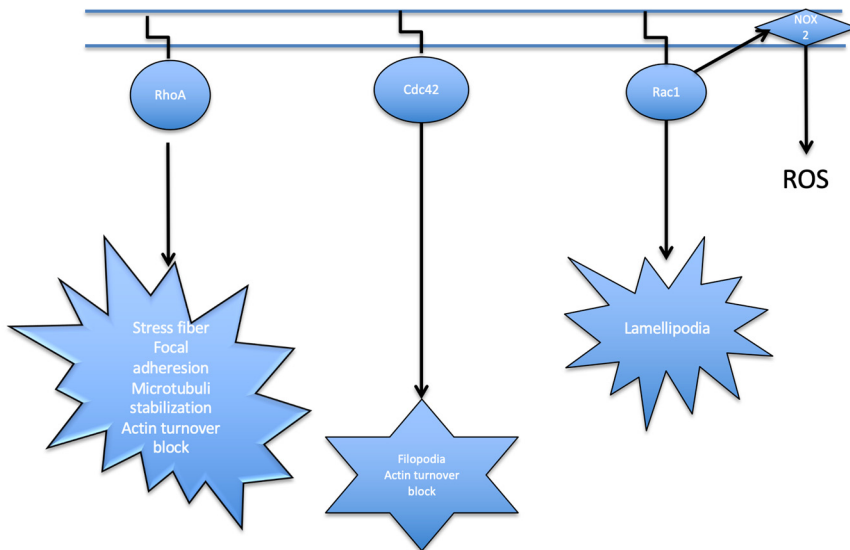 NOX
2
RhoA
Cdc42
Rac1
ROS
Stress fiber
Focal
adheresion
Microtubuli
stabilization
Actin turnover
block
Filopodia
Actin turnover
block
Lamellipodia